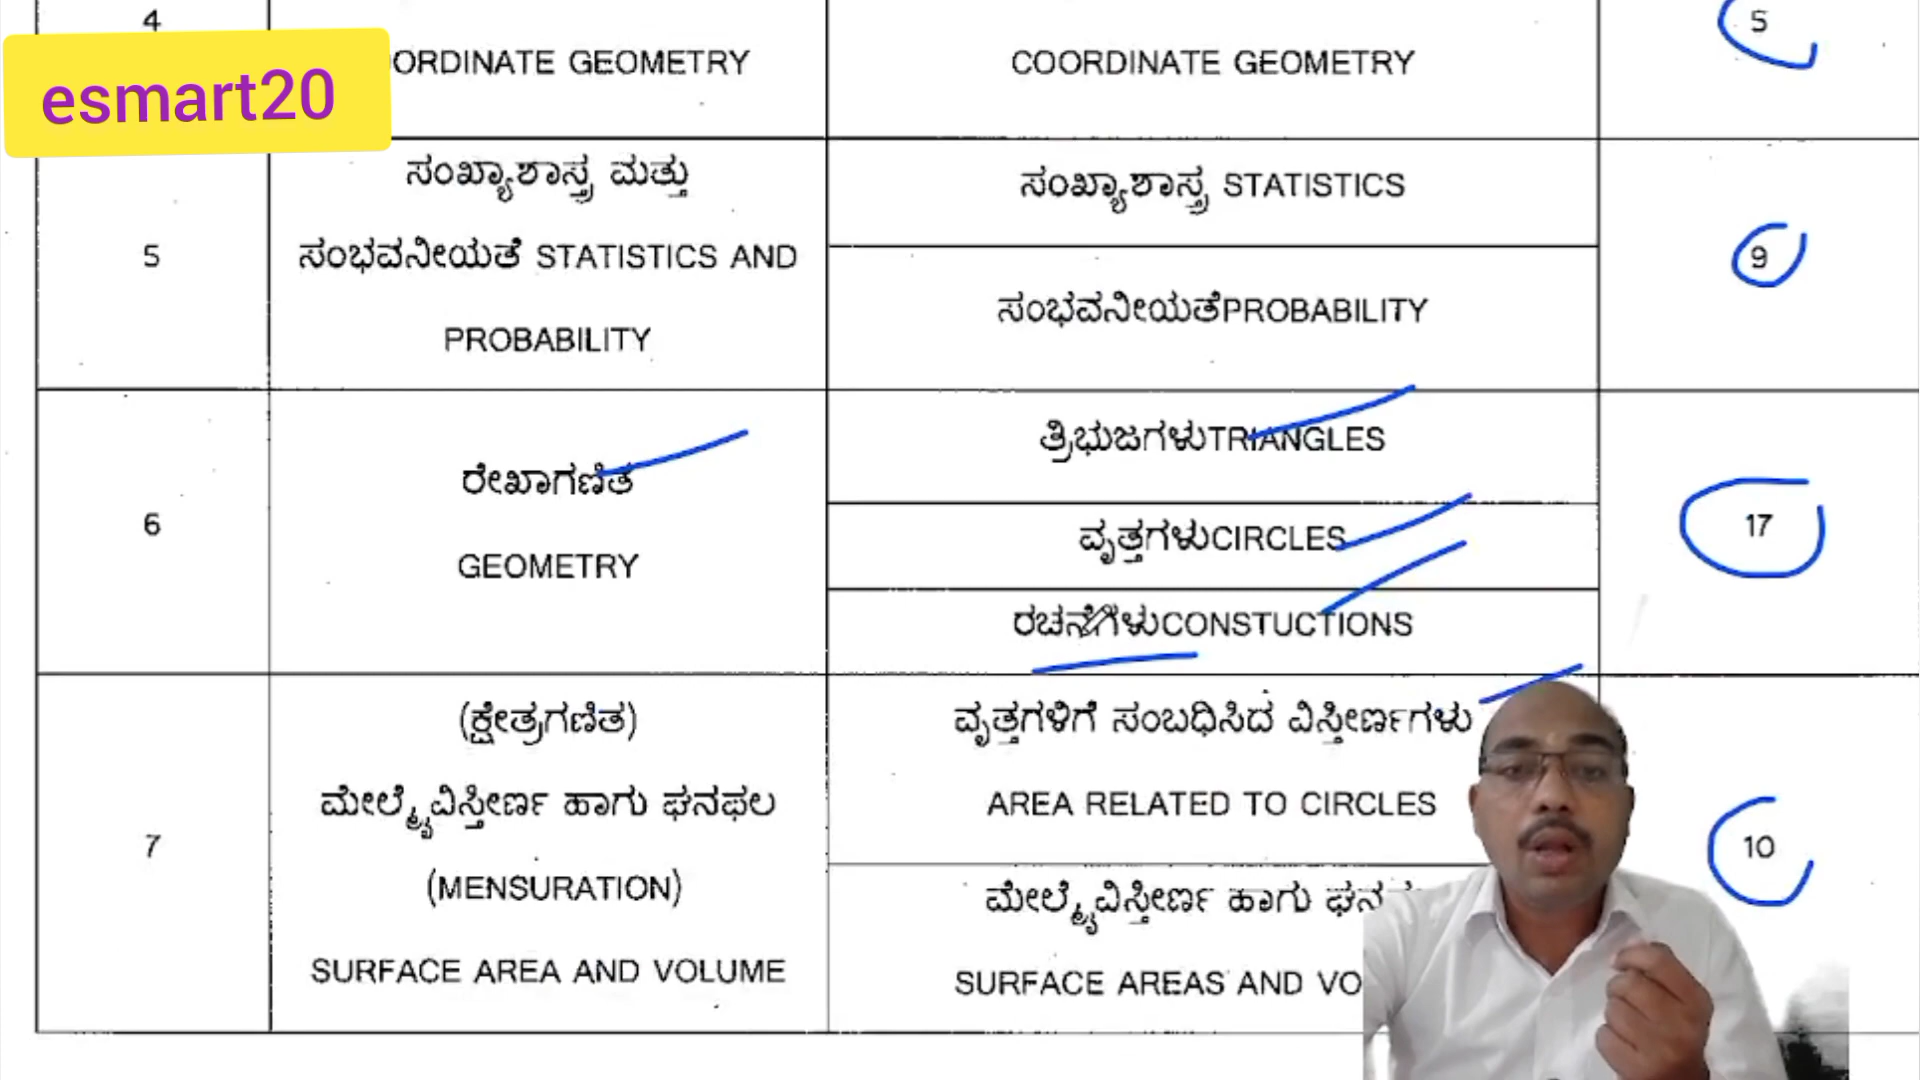 4
ORDINATE GEOMETRY
COORDINATE GEOMETRY
5
esmart20
5
ಸಂಖ್ಯಾಶಾಸ್ತ್ರ ಮತ್ತು
ಸಂಭವನೀಯತೆ STATISTICS AND
PROBABILITY
ಸಂಖ್ಯಾಶಾಸ್ತ್ರ STATISTICS
ಸಂಭವನೀಯತೆPROBABILITY
9
6
ರೇಖಾಗಣಿತ
GEOMETRY
ತ್ರಿಭುಜಗಳುTRIANGLES
ವೃತ್ತಗಳುCIRCLES
ರಚನೆಗಳುCONSTUCTIONS
17
7
(ಕ್ಷೇತ್ರಗಣಿತ)
ಮೇಲ್ಮೈವಿಸ್ತೀರ್ಣ ಹಾಗು ಘನಫಲ
(MENSURATION)
SURFACE AREA AND VOLUME
ವೃತ್ತಗಳಿಗೆ ಸಂಬಧಿಸಿದ ವಿಸ್ತೀರ್ಣಗಳು
AREA RELATED TO CIRCLES
ಮೇಲ್ಮೈವಿಸ್ತೀರ್ಣ ಹಾಗು ಘನ
SURFACE AREAS AND VO
10